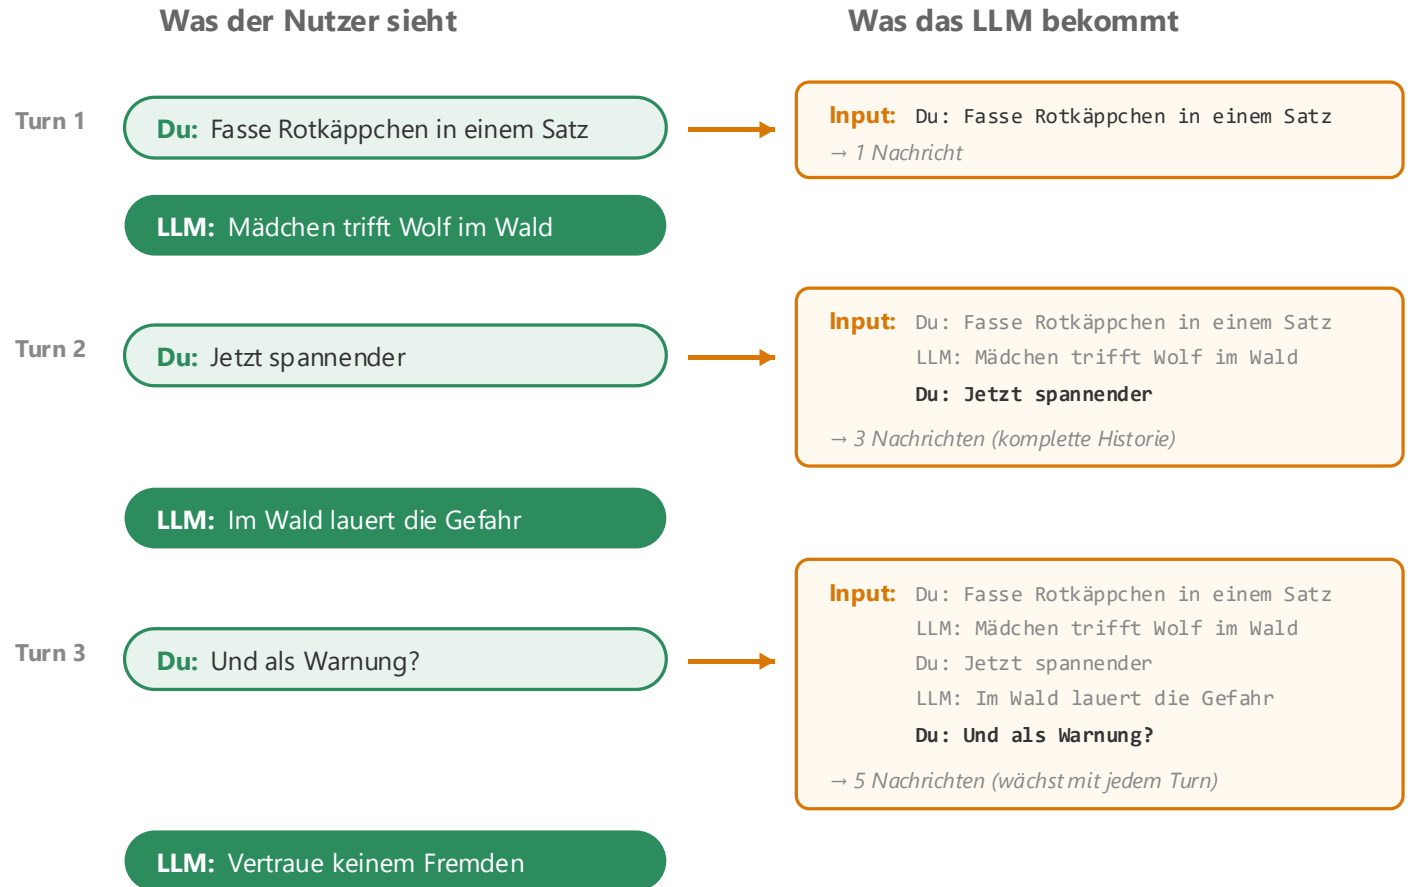 Was der Nutzer sieht
Was das LLM bekommt
Turn 1
Du: Fasse Rotkäppchen in einem Satz
Input: Du: Fasse Rotkäppchen in einem Satz
→ 1 Nachricht
LLM: Mädchen trifft Wolf im Wald
Turn 2
Du: Jetzt spannender
Input: Du: Fasse Rotkäppchen in einem Satz
LLM: Mädchen trifft Wolf im Wald
Du: Jetzt spannender
→ 3 Nachrichten (komplette Historie)
LLM: Im Wald lauert die Gefahr
Turn 3
Du: Und als Warnung?
Input: Du: Fasse Rotkäppchen in einem Satz
LLM: Mädchen trifft Wolf im Wald
Du: Jetzt spannender
LLM: Im Wald lauert die Gefahr
Du: Und als Warnung?
→ 5 Nachrichten (wächst mit jedem Turn)
LLM: Vertraue keinem Fremden